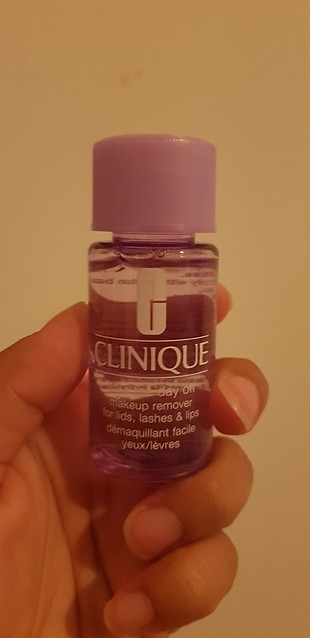 CLINIQUE
day off
makeup remover
for lids, lashes & lips
démaquillant facile
yeux/lèvres